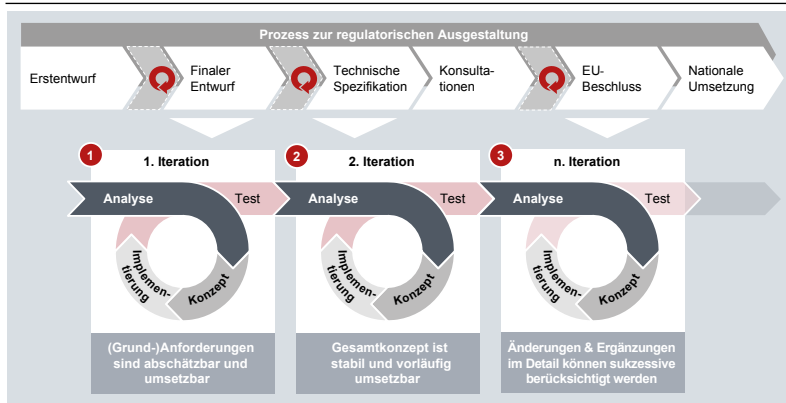 Prozess zur regulatorischen Ausgestaltung
Erstentwurf
Finaler
Entwurf
Technische
Spezifikation
Konsulta-
tionen
EU-
Beschluss
Nationale
Umsetzung
1
1. Iteration
Analyse
Test
Implemen-
tierung
Konzept
(Grund-)Anforderungen
sind abschätzbar und
umsetzbar
2
2. Iteration
Analyse
Test
Implemen-
tierung
Konzept
Gesamtkonzept ist
stabil und vorläufig
umsetzbar
3
n. Iteration
Analyse
Test
Implemen-
tierung
Konzept
Änderungen & Ergänzungen
im Detail können sukzessive
berücksichtigt werden